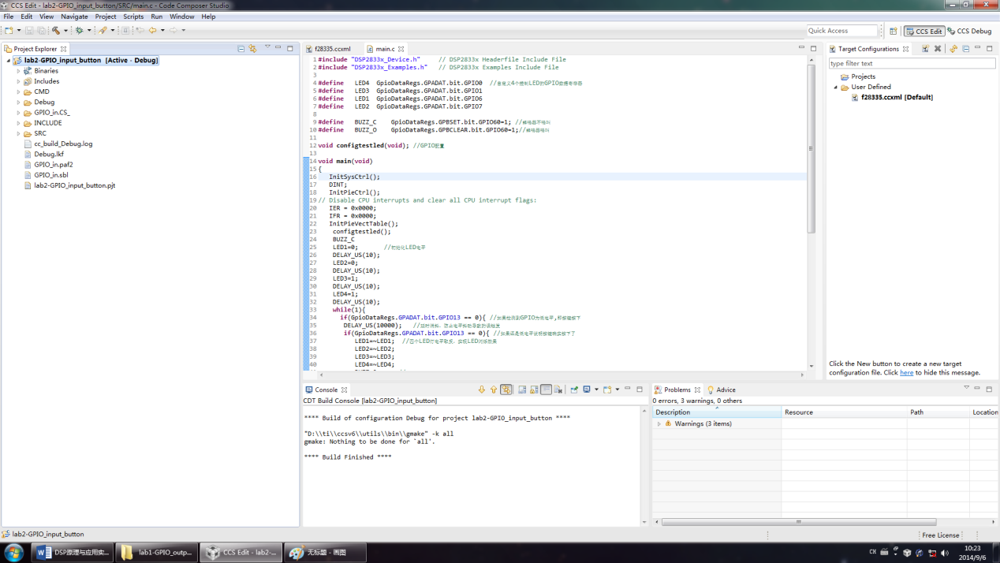 CCS Edit - lab2-GPIO_input_button/SRC/main.c - Code Composer Studio
File Edit View Navigate Project Scripts Run Window Help
Quick Access
CCS Edit
CCS Debug
Project Explorer
lab2-GPIO_input_button [Active - Debug]
Binaries
Includes
CMD
Debug
GPIO_in.CS_
INCLUDE
SRC
cc_build_Debug.log
Debug.lkf
GPIO_in.paf2
GPIO_in.sbl
lab2-GPIO_input_button.pjt
f28335.ccxml
main.c
1 #include "DSP2833x_Device.h" // DSP2833x Headerfile Include File
2 #include "DSP2833x_Examples.h" // DSP2833x Examples Include File
3
4 #define LED4 GpioDataRegs.GPADAT.bit.GPIO0 //自定义4个控制LED的GPIO数据寄存器
5 #define LED3 GpioDataRegs.GPADAT.bit.GPIO1
6 #define LED1 GpioDataRegs.GPADAT.bit.GPIO6
7 #define LED2 GpioDataRegs.GPADAT.bit.GPIO7
8
9 #define BUZZ_C GpioDataRegs.GPBSET.bit.GPIO60=1; //蜂鸣器不鸣叫
10 #define BUZZ_O GpioDataRegs.GPBCLEAR.bit.GPIO60=1;//蜂鸣器鸣叫
11
12 void configtestled(void); //GPIO配置
13
14 void main(void)
15 {
16 InitSysCtrl();
17 DINT;
18 InitPieCtrl();
19 // Disable CPU interrupts and clear all CPU interrupt flags:
20 IER = 0x0000;
21 IFR = 0x0000;
22 InitPieVectTable();
23 configtestled();
24 BUZZ_C
25 LED1=0; //初始化LED电平
26 DELAY_US(10);
27 LED2=0;
28 DELAY_US(10);
29 LED3=1;
30 DELAY_US(10);
31 LED4=1;
32 DELAY_US(10);
33 while(1){
34 if(GpioDataRegs.GPADAT.bit.GPIO13 == 0){ //如果检测到GPIO为低电平,即按键按下
35 DELAY_US(10000); //延时消抖，防止电平抖动导致的误触发
36 if(GpioDataRegs.GPADAT.bit.GPIO13 == 0){ //如果还是低电平说明按键确实按下了
37 LED1=~LED1; //四个LED灯电平取反，实现LED闪烁效果
38 LED2=~LED2;
39 LED3=~LED3;
40 LED4=~LED4;
Target Configurations
type filter text
Projects
User Defined
f28335.ccxml [Default]
Click the New button to create a new target
configuration file. Click here to hide this message.
Console
CDT Build Console [lab2-GPIO_input_button]
**** Build of configuration Debug for project lab2-GPIO_input_button ****
"D:\\ti\\ccsv6\\utils\\bin\\gmake" -k all
gmake: Nothing to be done for `all'.
**** Build Finished ****
Problems
Advice
0 errors, 3 warnings, 0 others
Description Resource Path Location
Warnings (3 items)
lab2-GPIO_input_button
Free License
DSP原理与应用实...
lab1-GPIO_outp...
CCS Edit - lab2-...
无标题 - 画图
CH
10:23
2014/9/6